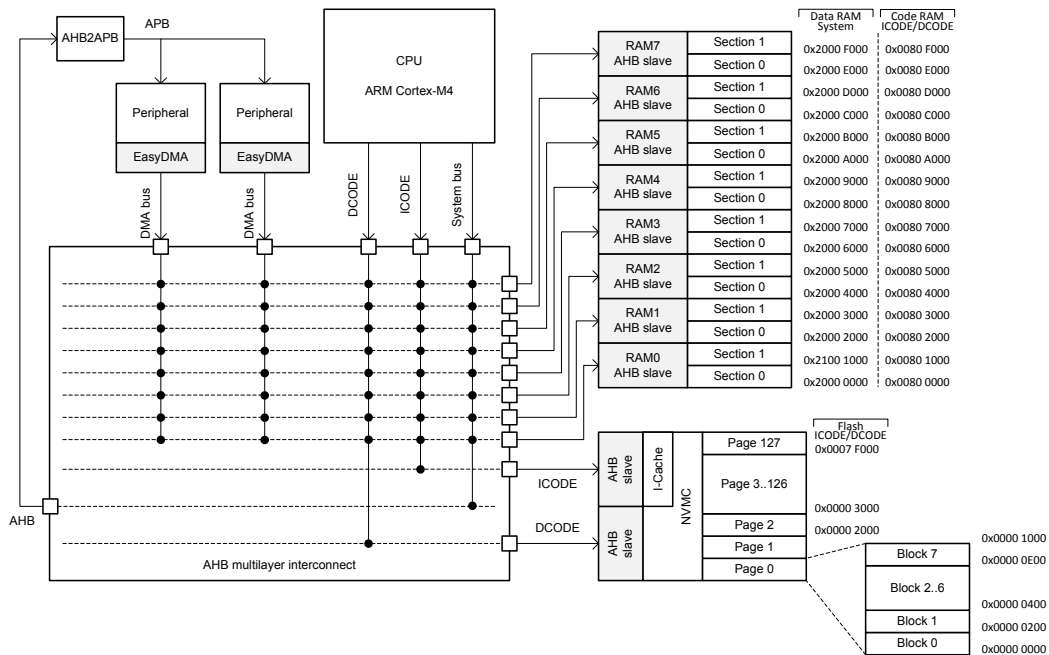 Data RAM
System
Code RAM
ICODE/DCODE
APB
AHB2APB
CPU
ARM Cortex-M4
Peripheral
EasyDMA
Peripheral
EasyDMA
DMA bus
DMA bus
DCODE
ICODE
System bus
RAM7
AHB slave
Section 1
0x2000 F000
0x0080 F000
Section 0
0x2000 E000
0x0080 E000
RAM6
AHB slave
Section 1
0x2000 D000
0x0080 D000
Section 0
0x2000 C000
0x0080 C000
RAM5
AHB slave
Section 1
0x2000 B000
0x0080 B000
Section 0
0x2000 A000
0x0080 A000
RAM4
AHB slave
Section 1
0x2000 9000
0x0080 9000
Section 0
0x2000 8000
0x0080 8000
RAM3
AHB slave
Section 1
0x2000 7000
0x0080 7000
Section 0
0x2000 6000
0x0080 6000
RAM2
AHB slave
Section 1
0x2000 5000
0x0080 5000
Section 0
0x2000 4000
0x0080 4000
RAM1
AHB slave
Section 1
0x2000 3000
0x0080 3000
Section 0
0x2000 2000
0x0080 2000
RAM0
AHB slave
Section 1
0x2100 1000
0x0080 1000
Section 0
0x2000 0000
0x0080 0000
AHB
AHB multilayer interconnect
ICODE
DCODE
AHB
slave
AHB
slave
I-Cache
NVMC
Flash
ICODE/DCODE
Page 127
0x0007 F000
Page 3..126
0x0000 3000
Page 2
0x0000 2000
Page 1
Page 0
0x0000 1000
Block 7
0x0000 0E00
Block 2..6
0x0000 0400
Block 1
0x0000 0200
Block 0
0x0000 0000